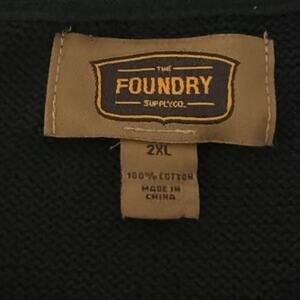 THE
FOUNDRY
SUPPLY CO.
2XL
100% COTTON
MADE IN
CHINA